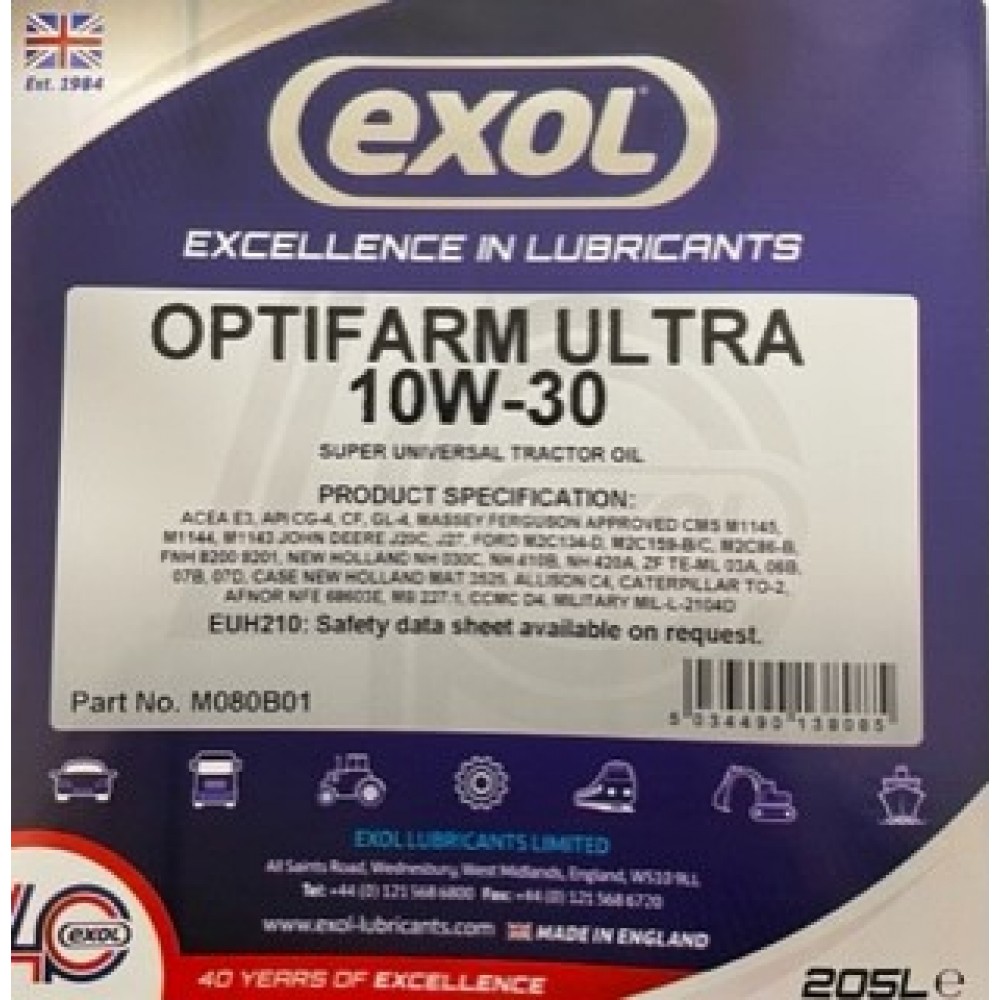 Est. 1984
exol
EXCELLENCE IN LUBRICANTS
OPTIFARM ULTRA
10W-30
SUPER UNIVERSAL TRACTOR OIL
PRODUCT SPECIFICATION:
ACEA E3, API CG-4, CF, GL-4, MASSEY FERGUSON APPROVED CMS M1145,
M1144, M1143 JOHN DEERE J20C, J27, FORD M2C134-D, M2C159-B/C, M2C86-B,
FNH 8200 9201, NEW HOLLAND NH 030C, NH 410B, NH 420A, ZF TE-ML 03A, 06B,
07B, 07D, CASE NEW HOLLAND MAT 3525, ALLISON C4, CATERPILLAR TO-2,
AFNOR NFE 68603E, MB 227.1, CCMC D4, MILITARY MIL-L-2104D
EUH210: Safety data sheet available on request.
Part No. M080B01
5 034490 138065
EXOL LUBRICANTS LIMITED
All Saints Road, Wednesbury, West Midlands, England, WS10 9LL
Tel: +44 (0) 121 568 6800 Fax: +44 (0) 121 568 6720
www.exol-lubricants.com MADE IN ENGLAND
40 exol
40 YEARS OF EXCELLENCE
205L e